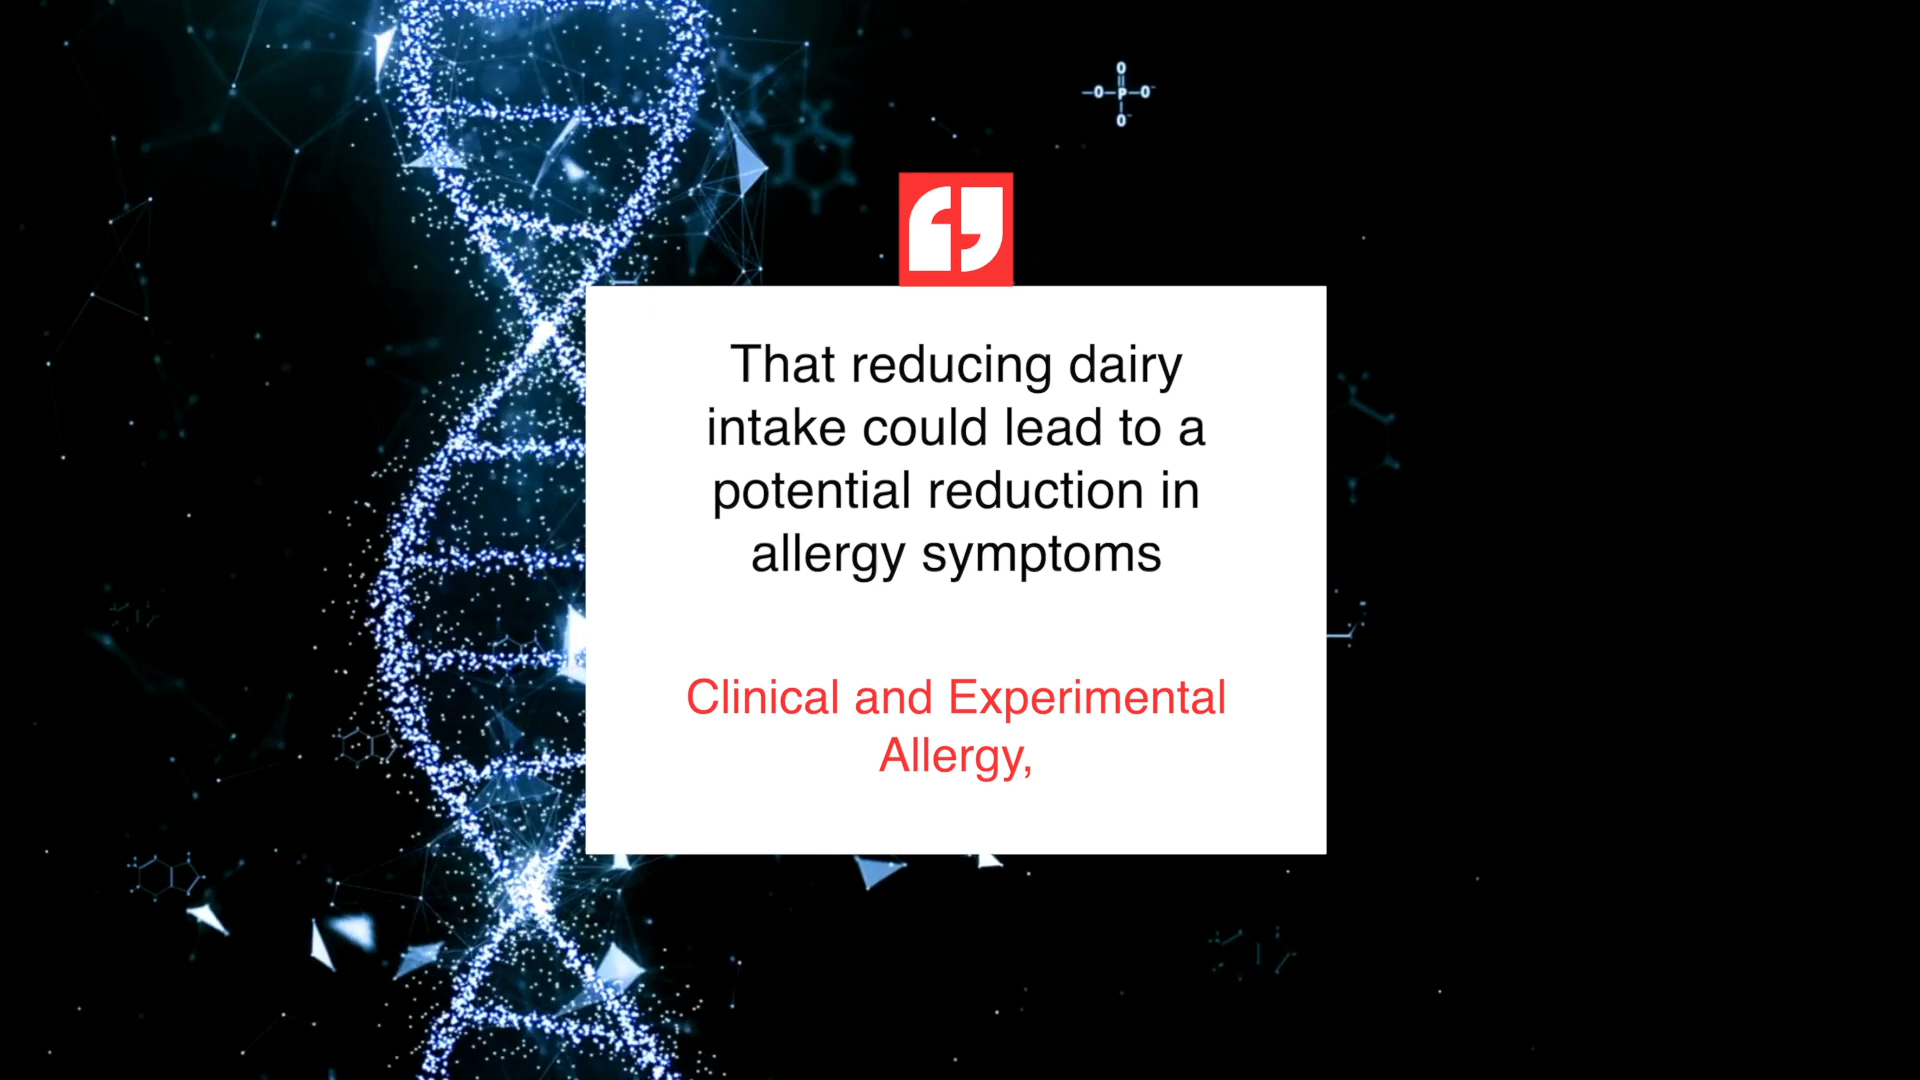 O
-O-P-O-
O
That reducing dairy
intake could lead to a
potential reduction in
allergy symptoms
Clinical and Experimental
Allergy,